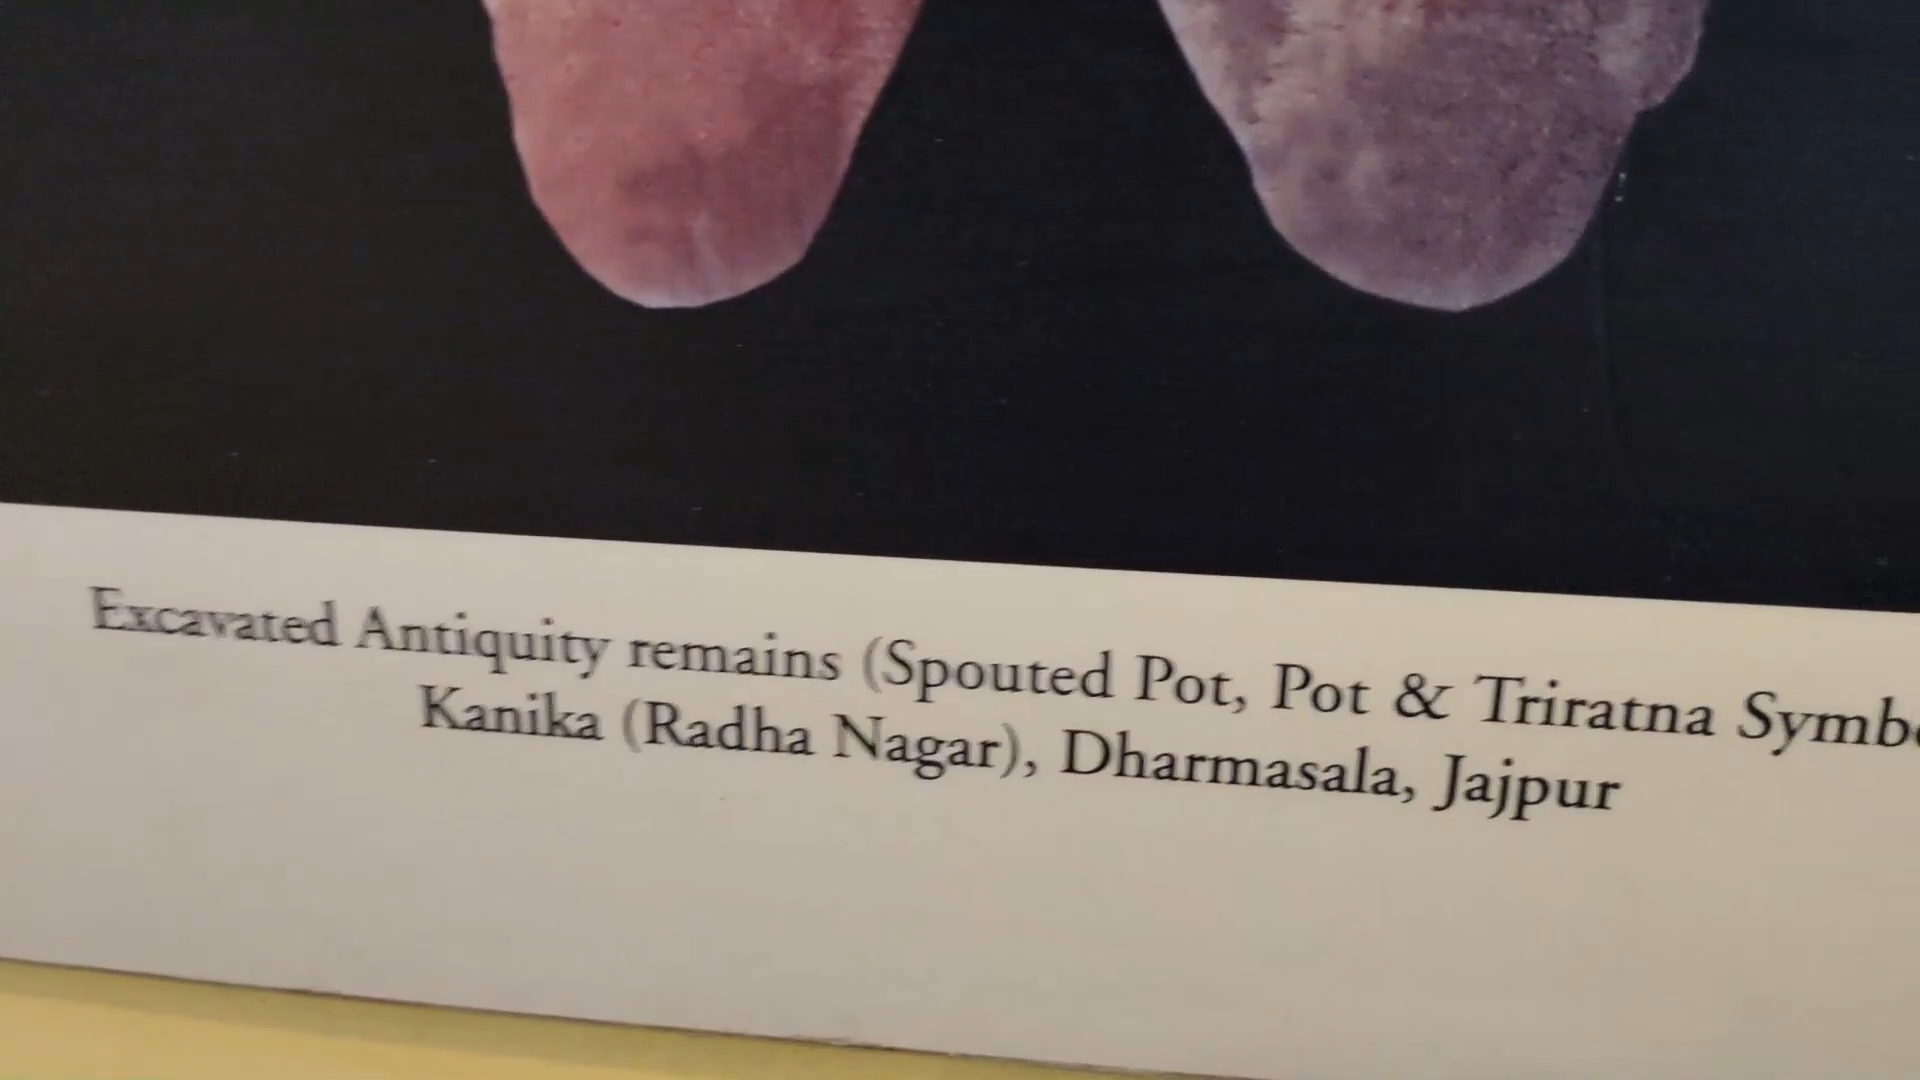 Excavated Antiquity remains (Spouted Pot, Pot & Triratna
Kanika (Radha Nagar), Dharmasala, Jajpur